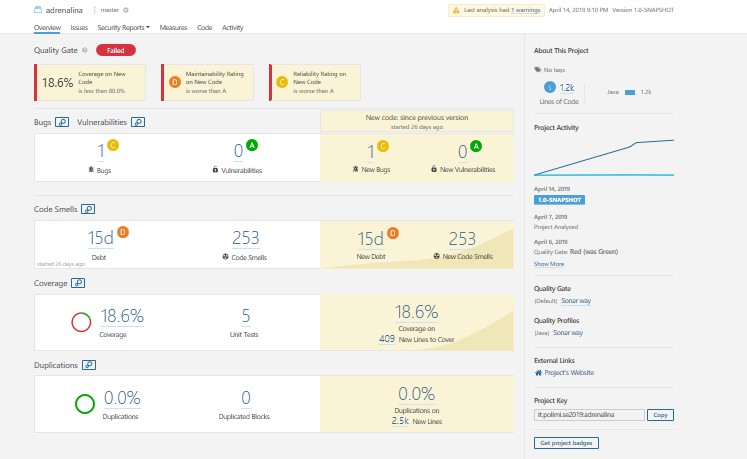 adrenalina master
Last analysis had 1 warnings April 14, 2019 9:10 PM Version 1.0-SNAPSHOT
Overview Issues Security Reports Measures Code Activity
Quality Gate Failed
18.6% Coverage on New Code
is less than 80.0%
D Maintainability Rating on New Code
is worse than A
C Reliability Rating on New Code
is worse than A
Bugs Vulnerabilities
New code: since previous version
started 26 days ago
1 C
Bugs
0 A
Vulnerabilities
1 C
New Bugs
0 A
New Vulnerabilities
Code Smells
15d D
Debt
started 26 days ago
253
Code Smells
15d D
New Debt
253
New Code Smells
Coverage
18.6%
Coverage
5
Unit Tests
18.6%
Coverage on
409 New Lines to Cover
Duplications
0.0%
Duplications
0
Duplicated Blocks
0.0%
Duplications on
2.5k New Lines
About This Project
No tags
1.2k
Lines of Code
Java 1.2k
Project Activity
April 14, 2019
1.0-SNAPSHOT
April 7, 2019
Project Analyzed
April 6, 2019
Quality Gate: Red (was Green)
Show More
Quality Gate
(Default) Sonar way
Quality Profiles
(Java) Sonar way
External Links
Project's Website
Project Key
it.polimi.se2019:adrenalina Copy
Get project badges